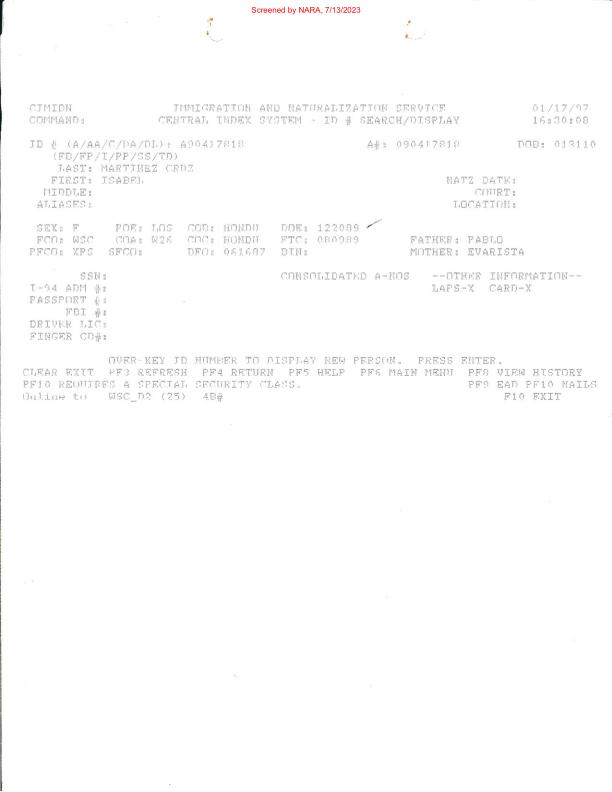 Screened by NARA, 7/13/2023
CIMIDN IMMIGRATION AND NATURALIZATION SERVICE 01/17/97
COMMAND: CENTRAL INDEX SYSTEM - ID # SEARCH/DISPLAY 16:30:08
ID # (A/AA/C/DA/DL): A90417818 A#: 090417818 DOB: 013110
(FD/FP/I/PP/SS/TD)
LAST: MARTINEZ CRDZ
FIRST: ISABEL NATZ DATE:
MIDDLE: COURT:
ALIASES: LOCATION:
SEX: F POE: LOS COB: HONDU DOE: 122089
FCO: WSC COA: W26 COC: HONDU FTC: 080989 FATHER: PABLO
PFCO: XPS SFCO: DFO: 061687 DIN: MOTHER: EVARISTA
SSN: CONSOLIDATED A-NOS --OTHER INFORMATION--
I-94 ADM #: LAPS-X CARD-X
PASSPORT #:
FBI #:
DRIVER LIC:
FINGER CD#:
OVER-KEY ID NUMBER TO DISPLAY NEW PERSON. PRESS ENTER.
CLEAR EXIT PF3 REFRESH PF4 RETURN PF5 HELP PF6 MAIN MENU PF8 VIEW HISTORY
PF10 REQUIRES A SPECIAL SECURITY CLASS. PF9 EAD PF10 NAILS
Online to WSC_D2 (25) 4B# F10 EXIT